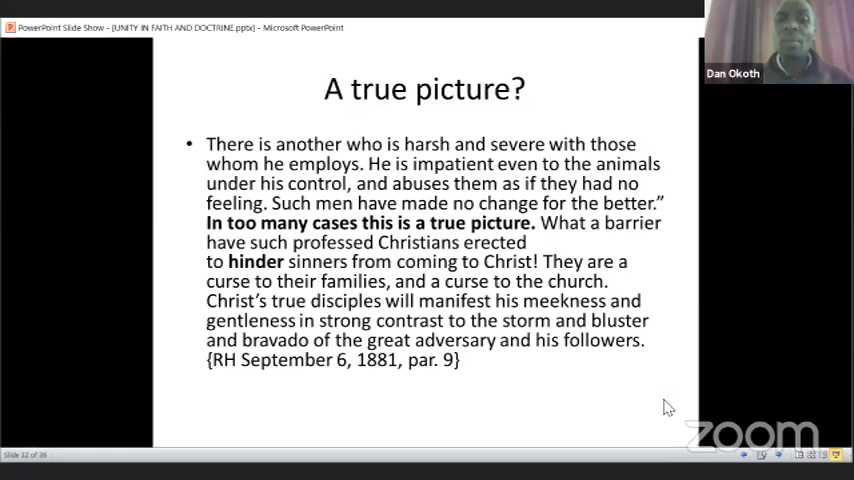 PowerPoint Slide Show - [UNITY IN FAITH AND DOCTRINE.pptx] - Microsoft PowerPoint
Dan Okoth
A true picture?
• There is another who is harsh and severe with those
whom he employs. He is impatient even to the animals
under his control, and abuses them as if they had no
feeling. Such men have made no change for the better.”
In too many cases this is a true picture. What a barrier
have such professed Christians erected
to hinder sinners from coming to Christ! They are a
curse to their families, and a curse to the church.
Christ’s true disciples will manifest his meekness and
gentleness in strong contrast to the storm and bluster
and bravado of the great adversary and his followers.
{RH September 6, 1881, par. 9}
zoom
Slide 32 of 36